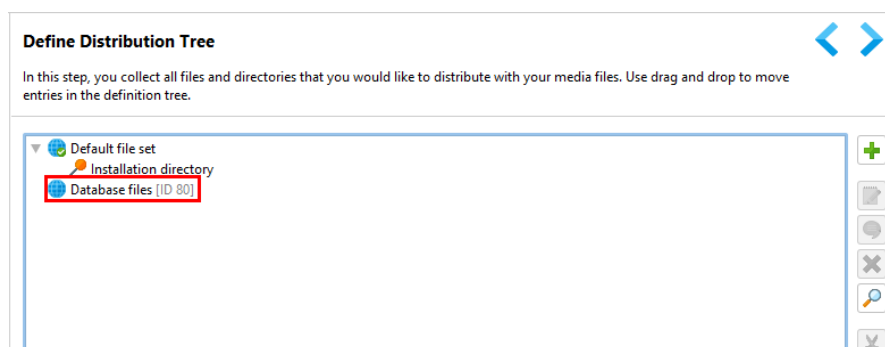 Define Distribution Tree
In this step, you collect all files and directories that you would like to distribute with your media files. Use drag and drop to move
entries in the definition tree.
Default file set
Installation directory
Database files [ID 80]